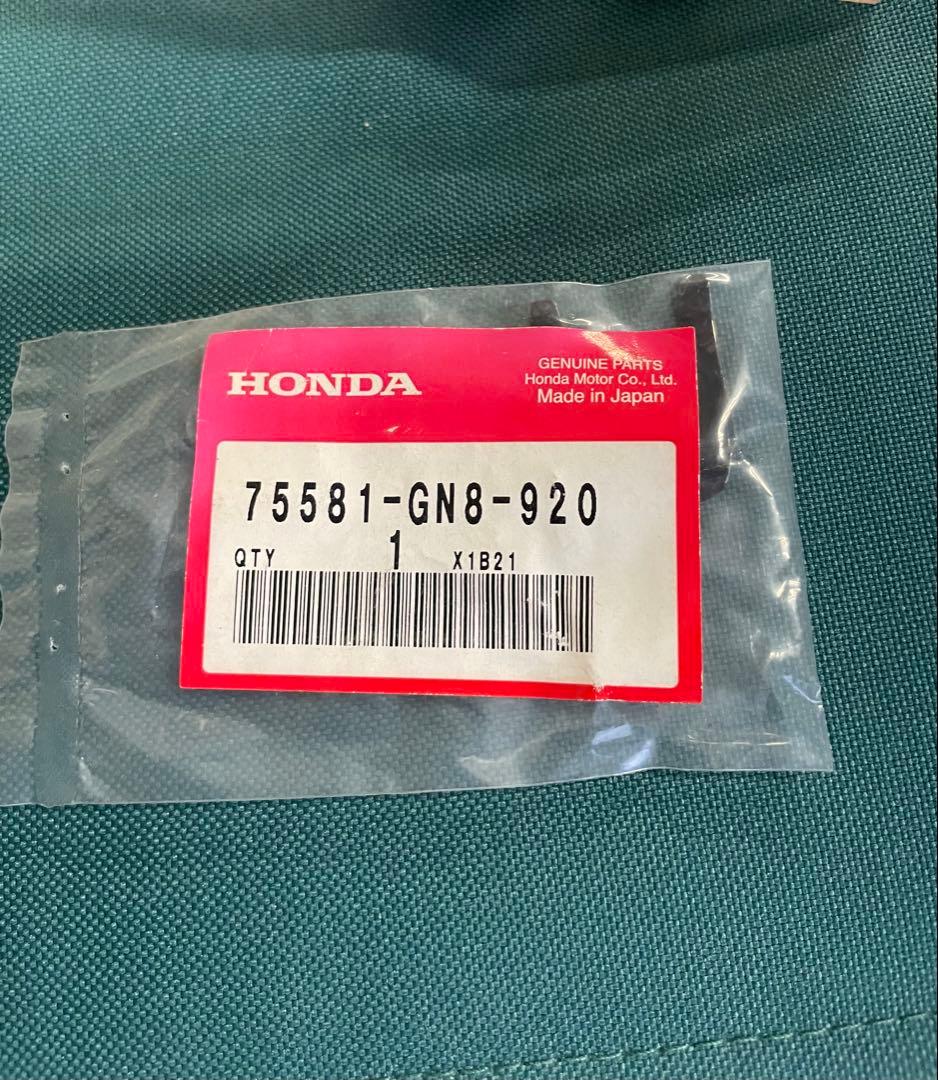 HONDA
GENUINE PARTS
Honda Motor Co., Ltd.
Made in Japan
75581-GN8-920
QTY 1 X1B21